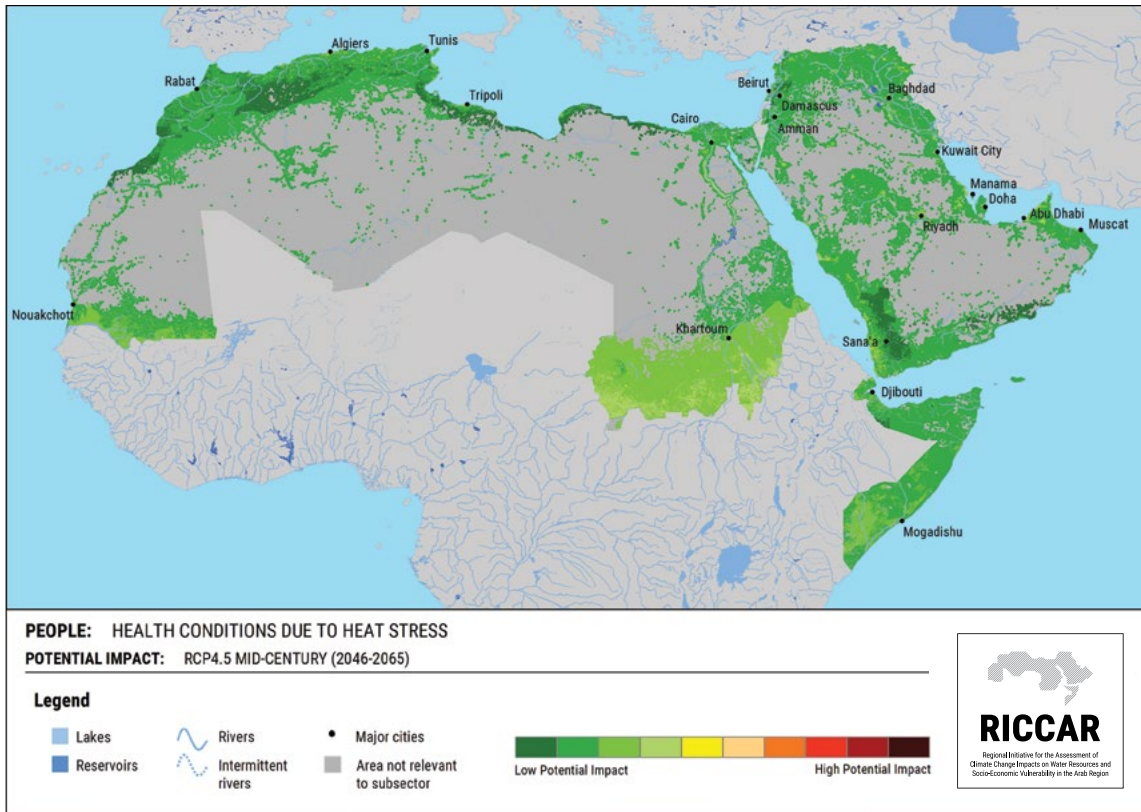 Algiers
Tunis
Rabat
Tripoli
Beirut
Baghdad
Damascus
Cairo
Amman
Kuwait City
Manama
Doha
Abu Dhabi
Riyadh
Muscat
Nouakchott
Khartoum
Sana'a
Djibouti
Mogadishu
PEOPLE: HEALTH CONDITIONS DUE TO HEAT STRESS
POTENTIAL IMPACT: RCP4.5 MID-CENTURY (2046-2065)
Legend
Lakes
Rivers
Major cities
Reservoirs
Intermittent
rivers
Area not relevant
to subsector
Low Potential Impact
High Potential Impact
RICCAR
Regional Initiative for the Assessment of
Climate Change Impacts on Water Resources and
Socio-Economic Vulnerability in the Arab Region